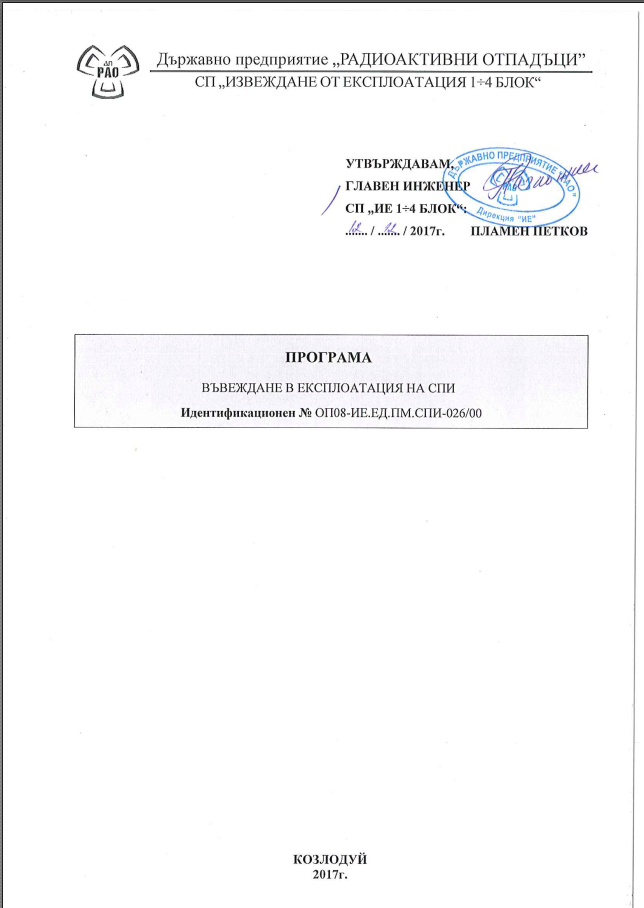 ДП
РАО
Държавно предприятие „РАДИОАКТИВНИ ОТПАДЪЦИ”
СП „ИЗВЕЖДАНЕ ОТ ЕКСПЛОАТАЦИЯ 1÷4 БЛОК“
УТВЪРЖДАВАМ,
ГЛАВЕН ИНЖЕНЕР
СП „ИЕ 1÷4 БЛОК“:
ДЪРЖАВНО ПРЕДПРИЯТИЕ "РАО"
Дирекция "ИЕ"
12 / 12 / 2017г. ПЛАМЕН ПЕТКОВ
ПРОГРАМА
ВЪВЕЖДАНЕ В ЕКСПЛОАТАЦИЯ НА СПИ
Идентификационен № ОП08-ИЕ.ЕД.ПМ.СПИ-026/00
КОЗЛОДУЙ
2017г.